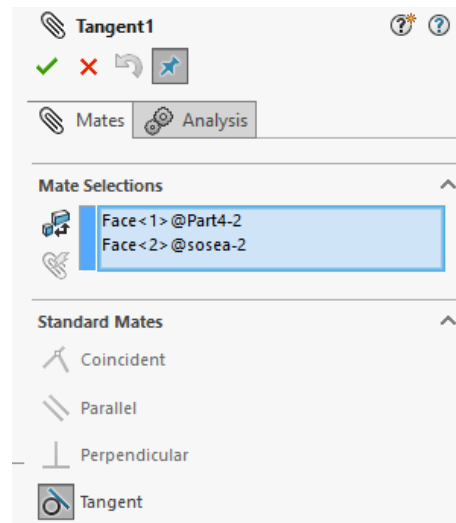 Tangent1
Mates
Analysis
Mate Selections
Face<1>@Part4-2
Face<2>@sosea-2
Standard Mates
Coincident
Parallel
Perpendicular
Tangent